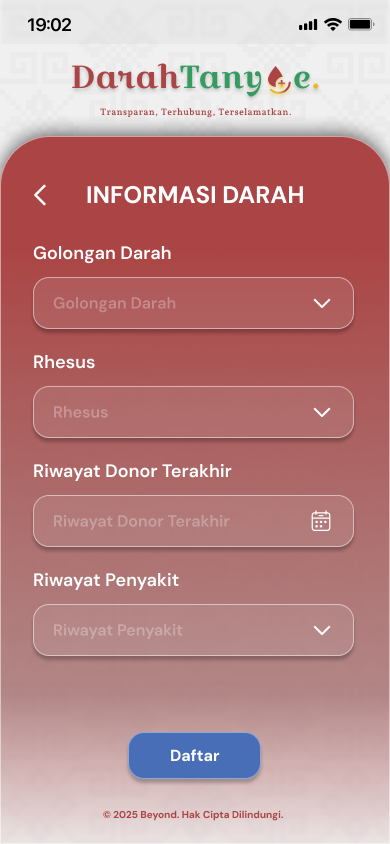 19:02
DarahTanyoe.
Transparan, Terhubung, Terselamatkan.
INFORMASI DARAH
Golongan Darah
Golongan Darah
Rhesus
Rhesus
Riwayat Donor Terakhir
Riwayat Donor Terakhir
Riwayat Penyakit
Riwayat Penyakit
Daftar
© 2025 Beyond. Hak Cipta Dilindungi.